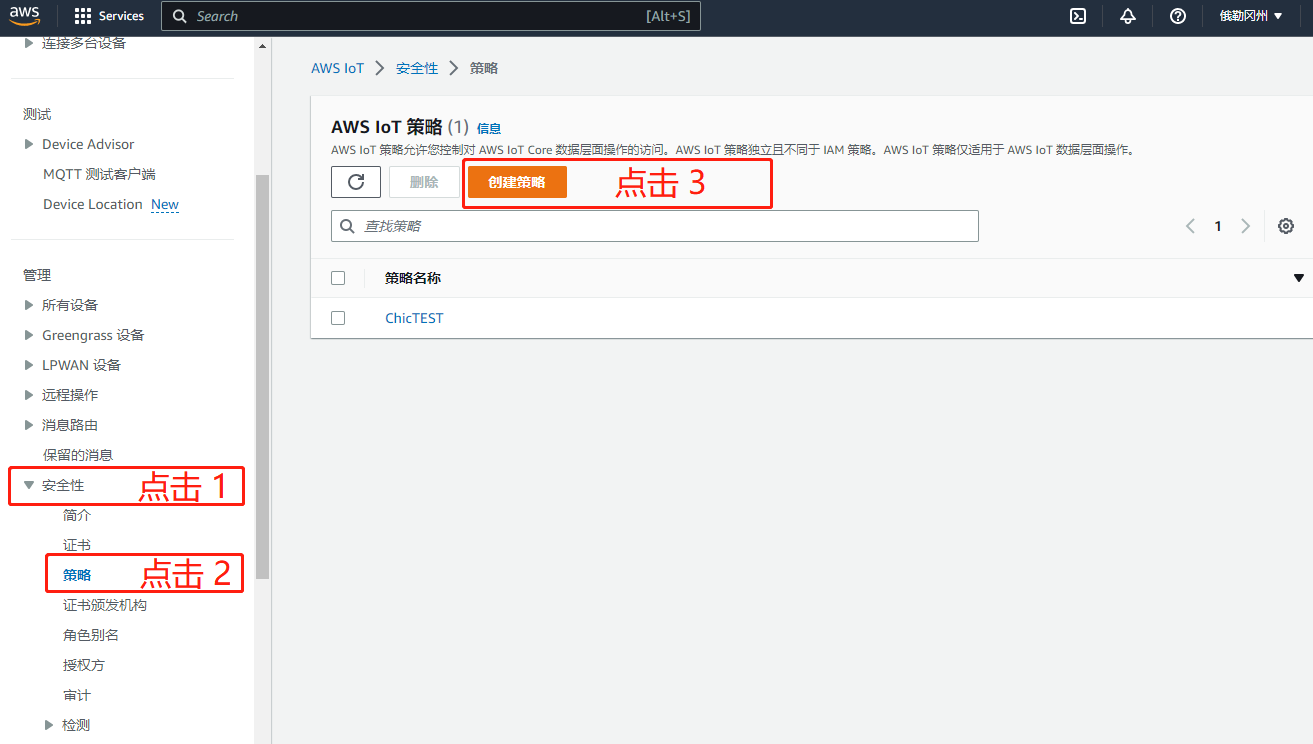 aws
Services
Search
[Alt+S]
俄勒冈州
连接多台设备
测试
Device Advisor
MQTT 测试客户端
Device Location New
管理
所有设备
Greengrass 设备
LPWAN 设备
远程操作
消息路由
保留的消息
安全性
点击 1
简介
证书
策略
点击 2
证书颁发机构
角色别名
授权方
审计
检测
AWS IoT
安全性
策略
AWS IoT 策略 (1) 信息
AWS IoT 策略允许您控制对 AWS IoT Core 数据层面操作的访问。AWS IoT 策略独立且不同于 IAM 策略。AWS IoT 策略仅适用于 AWS IoT 数据层面操作。
删除
创建策略
点击 3
查找策略
1
策略名称
ChicTEST